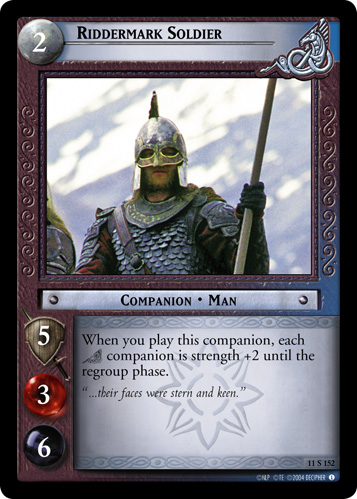 2
RIDDERMARK SOLDIER
COMPANION • MAN
5
When you play this companion, each
companion is strength +2 until the
regroup phase.
3
“...their faces were stern and keen.”
6
11 S 152
©NLP ©TE ©2004 DECIPHER